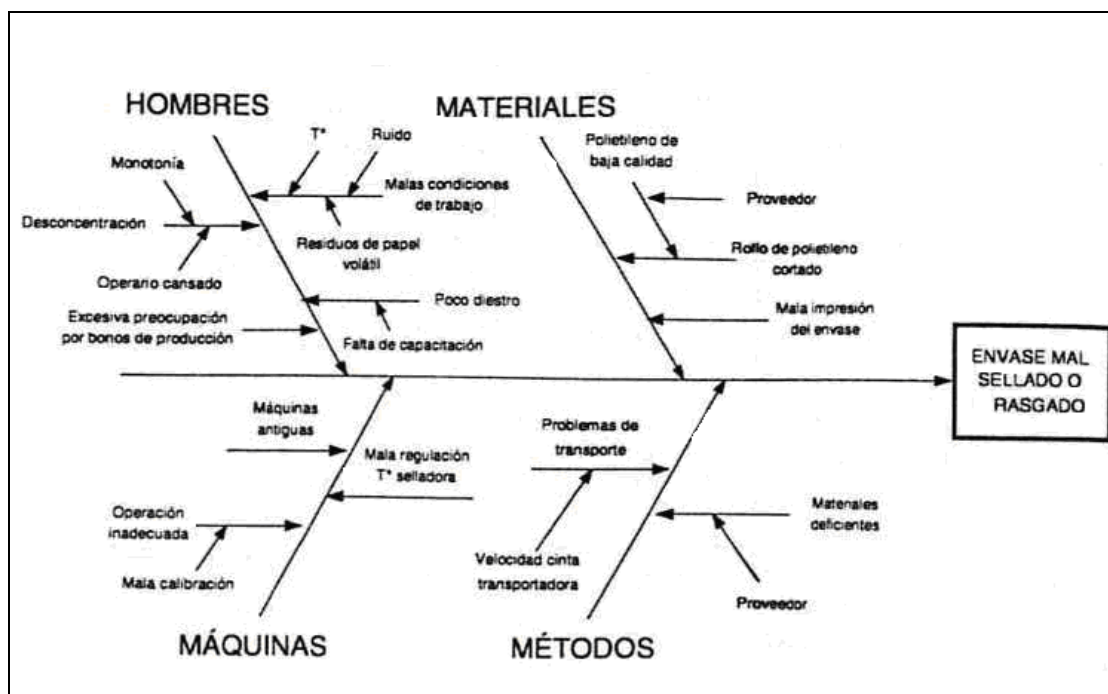 HOMBRES
MATERIALES
T*
Ruido
Polietileno de
baja calidad
Monotonía
Malas condiciones
de trabajo
Proveedor
Desconcentración
Residuos de papel
volátil
Rollo de polietileno
cortado
Operario cansado
Poco diestro
Mala impresión
del envase
Excesiva preocupación
por bonos de producción
Falta de capacitación
ENVASE MAL
SELLADO O
RASGADO
Máquinas
antiguas
Problemas de
transporte
Mala regulación
T* selladora
Operación
inadecuada
Materiales
deficientes
Mala calibración
Velocidad cinta
transportadora
Proveedor
MÁQUINAS
MÉTODOS